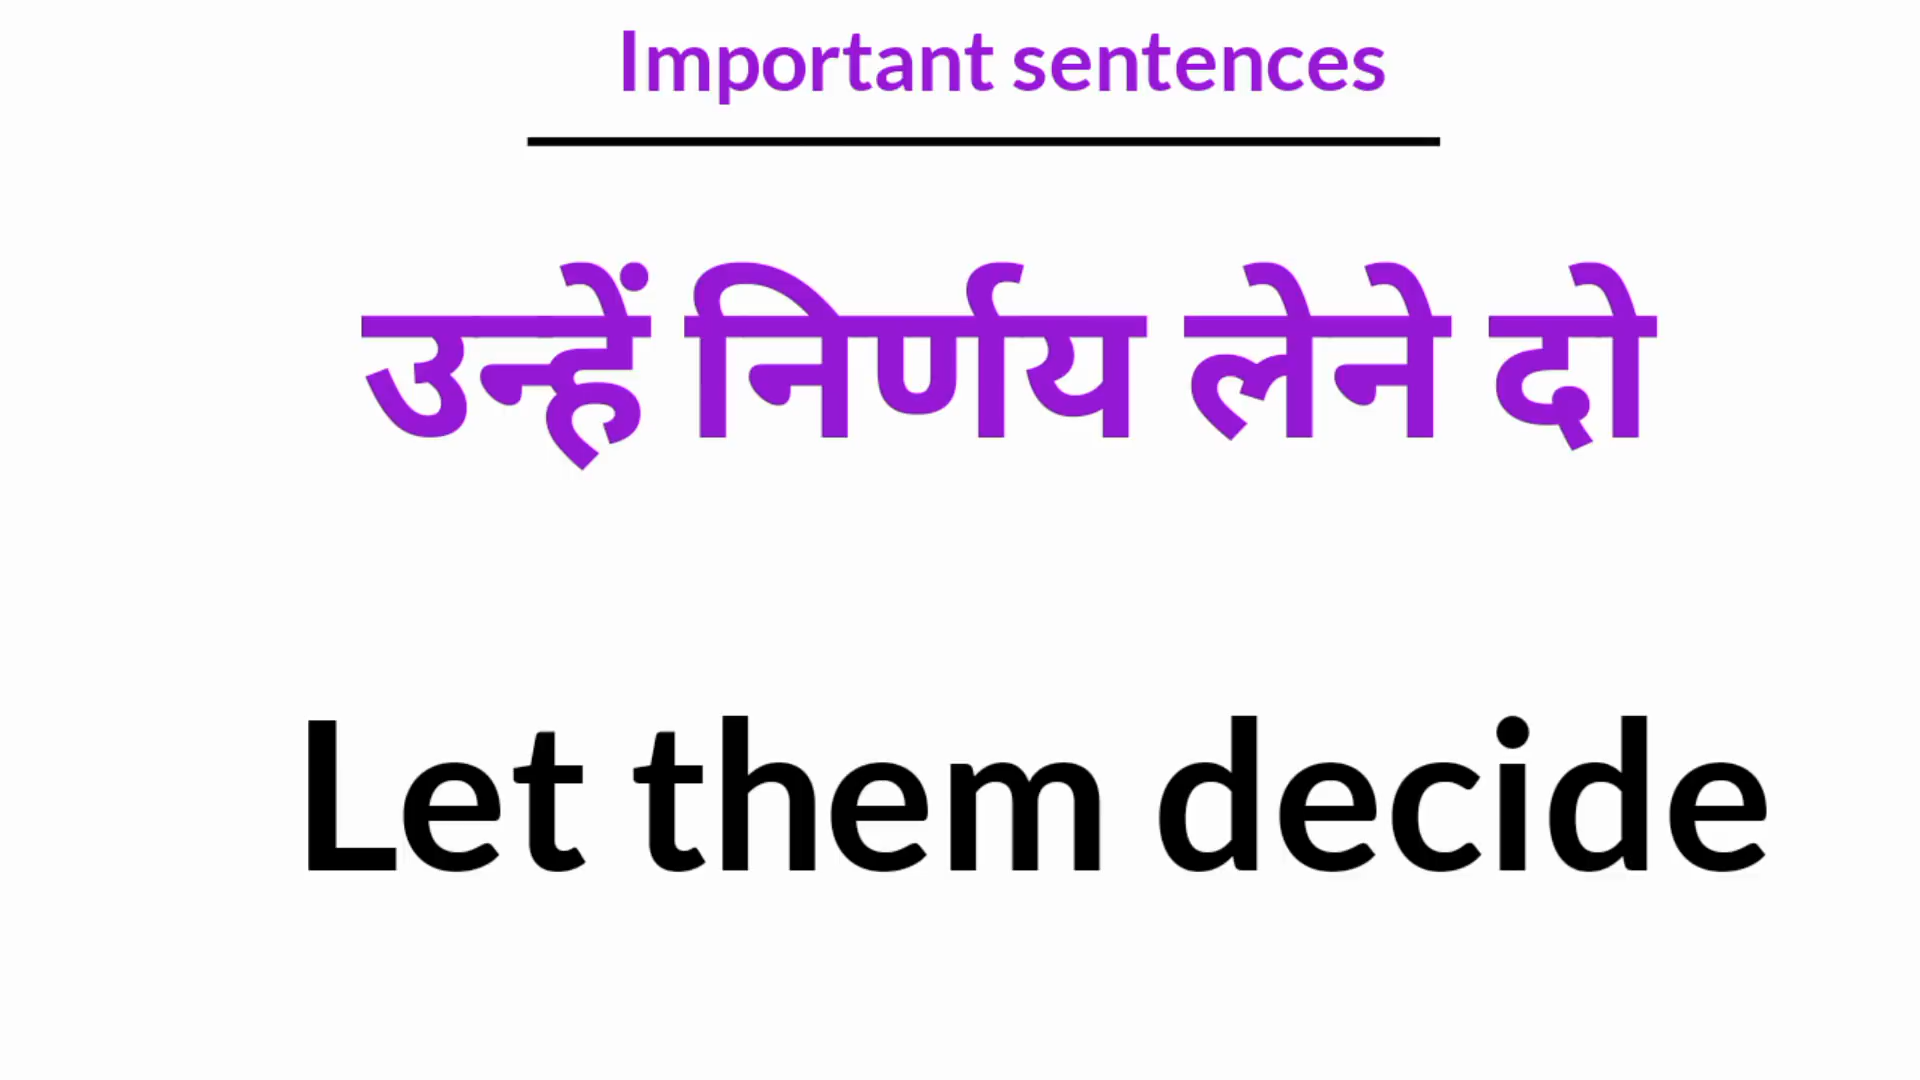 Important sentences
उन्हें निर्णय लेने दो
Let them decide